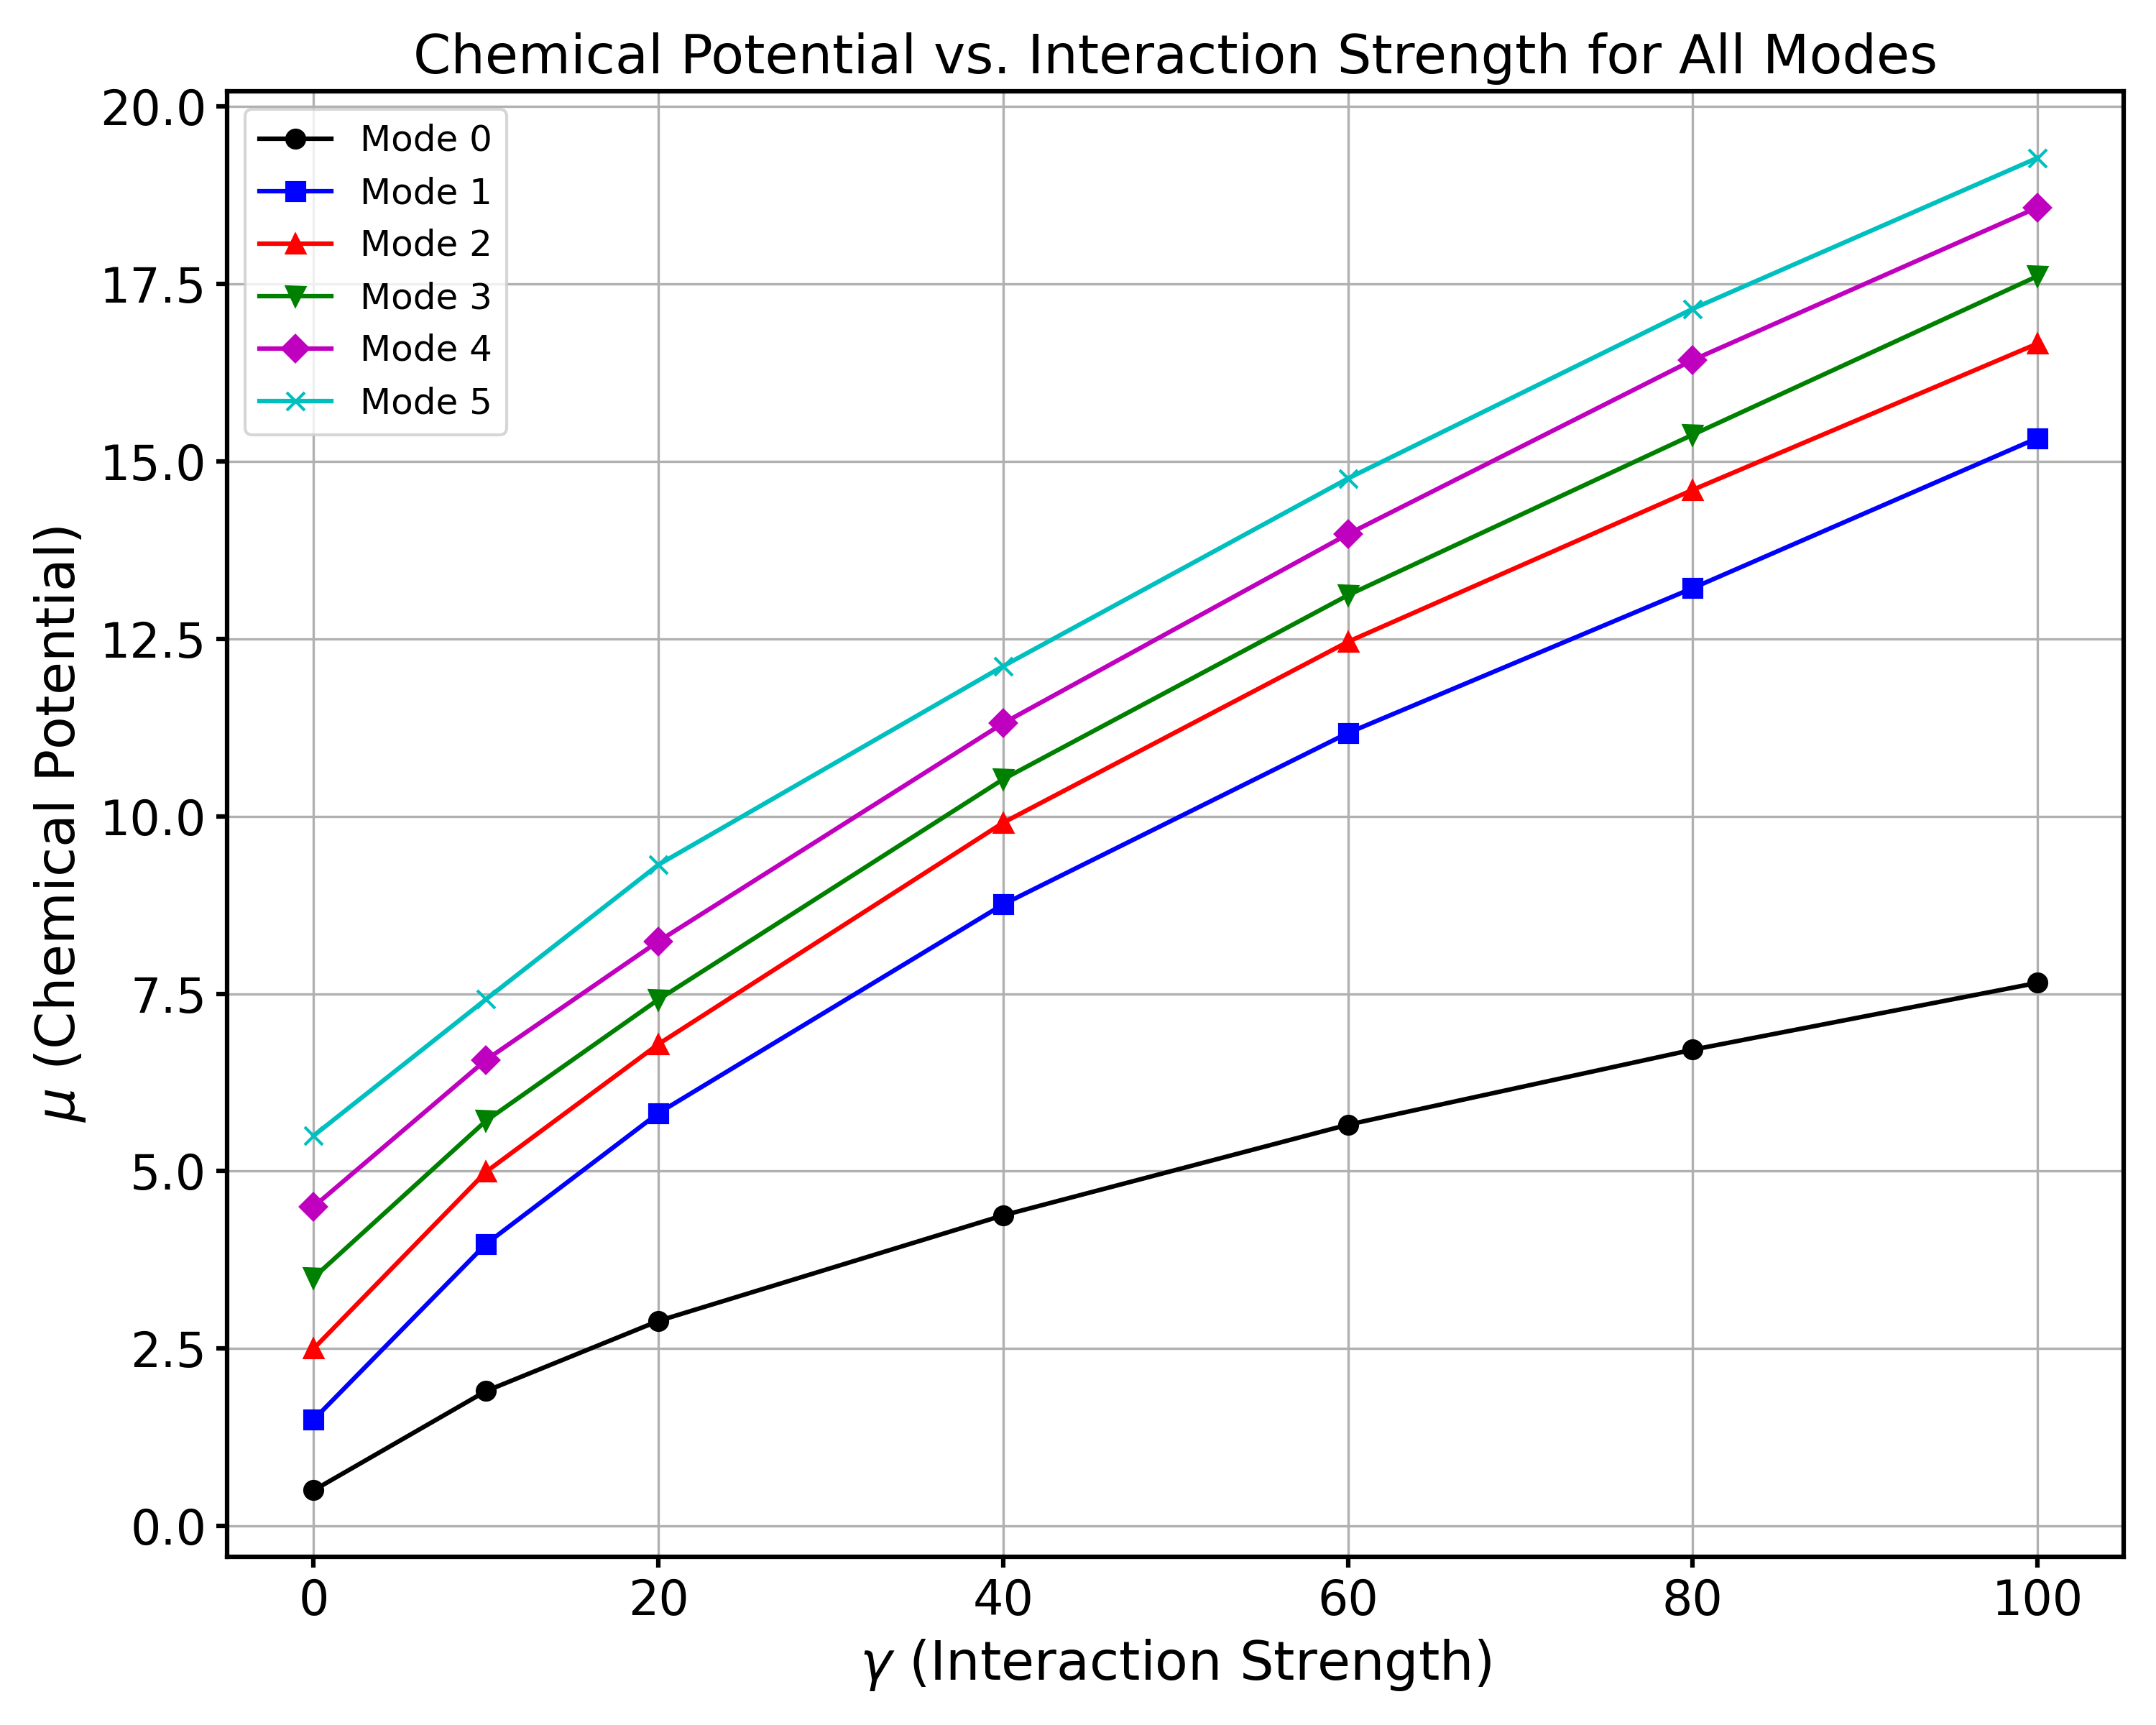 Chemical Potential vs. Interaction Strength for All Modes
20.0
17.5
15.0
12.5
10.0
7.5
5.0
2.5
0.0
μ (Chemical Potential)
Mode 0
Mode 1
Mode 2
Mode 3
Mode 4
Mode 5
0 20 40 60 80 100
γ (Interaction Strength)